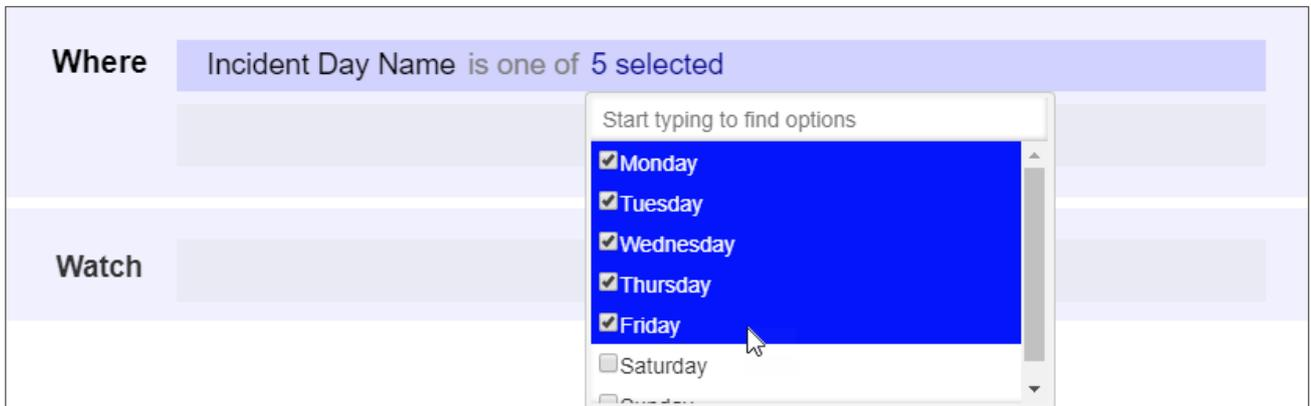 Where Incident Day Name is one of 5 selected
Start typing to find options
Monday
Tuesday
Wednesday
Watch
Thursday
Friday
Saturday